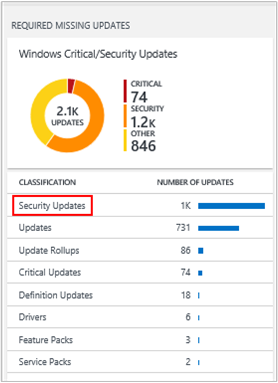 REQUIRED MISSING UPDATES
Windows Critical/Security Updates
2.1K
UPDATES
CRITICAL
74
SECURITY
1.2K
OTHER
846
CLASSIFICATION NUMBER OF UPDATES
Security Updates 1K
Updates 731
Update Rollups 86
Critical Updates 74
Definition Updates 18
Drivers 6
Feature Packs 3
Service Packs 2